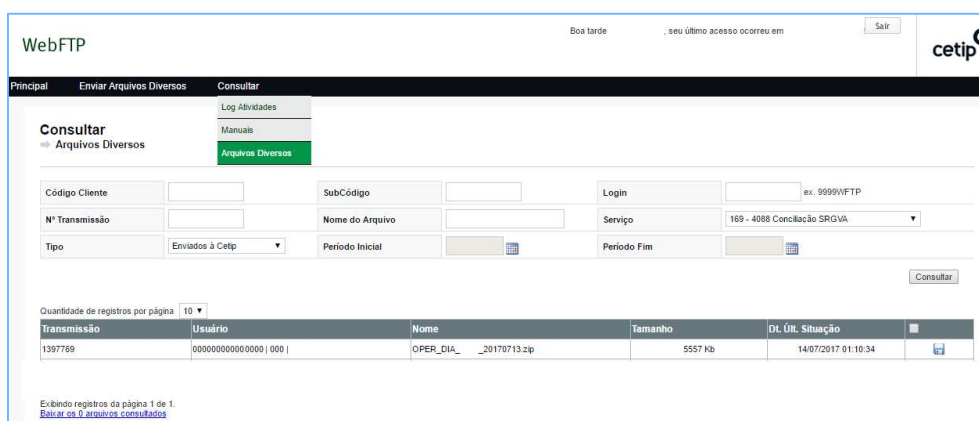 WebFTP
Boa tarde , seu último acesso ocorreu em
Sair
cetip
Principal Enviar Arquivos Diversos Consultar
Log Atividades
Manuais
Arquivos Diversos
Consultar
Arquivos Diversos
Código Cliente SubCódigo Login ex. 9999WFTP
Nº Transmissão Nome do Arquivo Serviço 169 - 4088 Conciliação SRGVA
Tipo Enviados à Cetip Período Inicial Período Fim
Consultar
Quantidade de registros por página 10
Transmissão Usuário Nome Tamanho Dt. Últ. Situação
1397769 000000000000000 | 000 | OPER_DIA_ _20170713.zip 5557 Kb 14/07/2017 01:10:34
Exibindo registros da página 1 de 1.
Baixar os 0 arquivos consultados